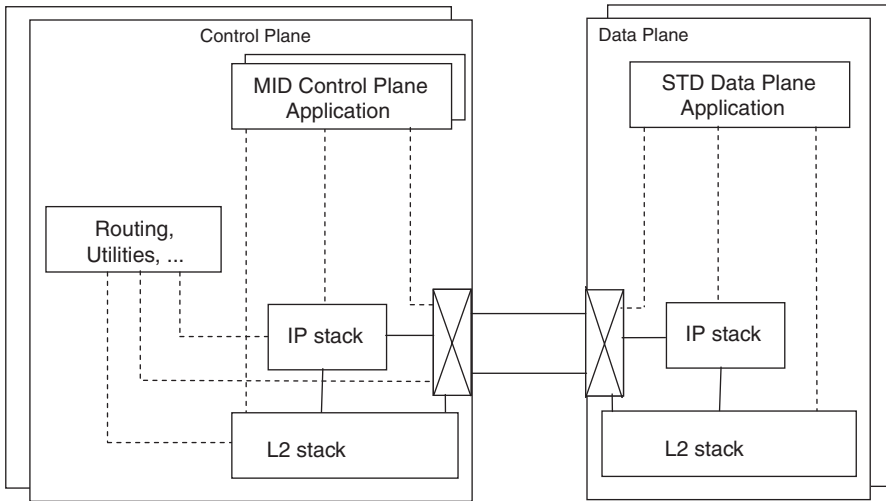 Control Plane
MID Control Plane
Application
Routing,
Utilities, ...
IP stack
L2 stack
Data Plane
STD Data Plane
Application
IP stack
L2 stack